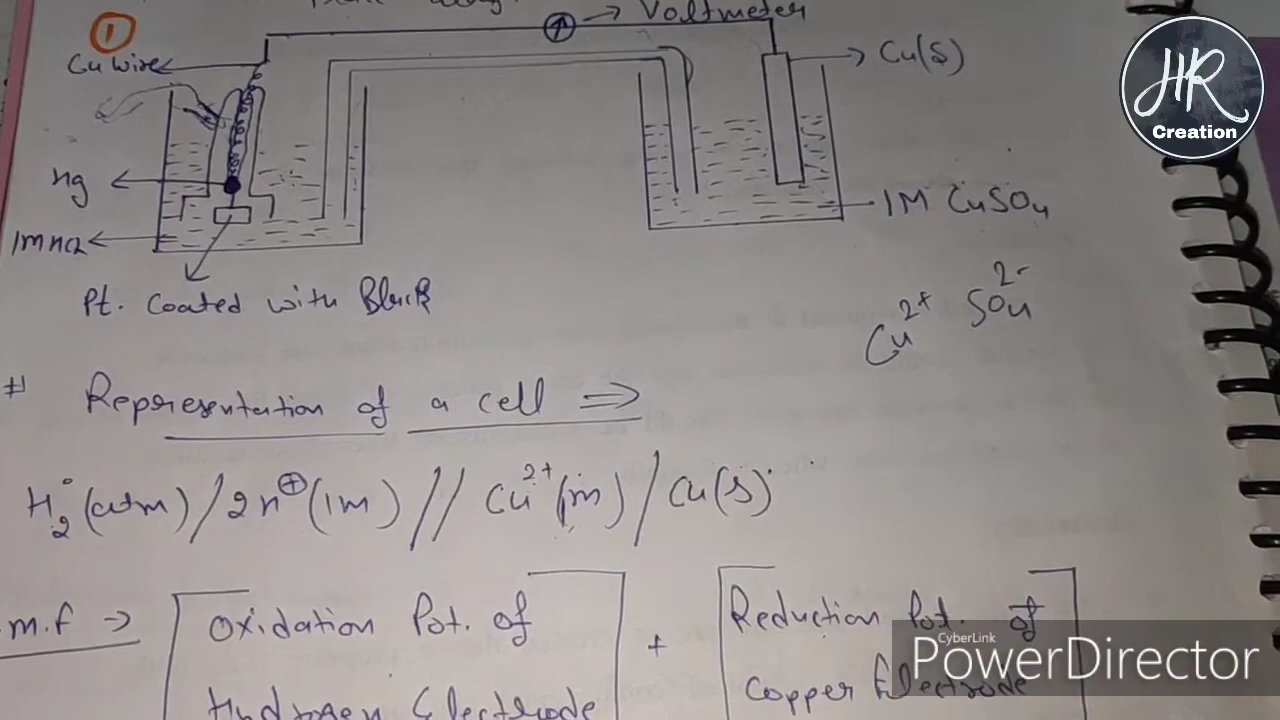 ①
→ Voltmeter
Cu wire
Cu(s)
Hg
1M HCl
1M CuSO4
Pt. Coated with Black
Cu²⁺ SO4²⁻
# Representation of a cell ⇒
H2° (atm) / 2H⊕ (1M) // Cu²⁺ (1M) / Cu(s)
.m.f → Oxidation Pot. of Hydrogen Electrode + Reduction Pot. of Copper Electrode
HR
Creation
CyberLink
PowerDirector